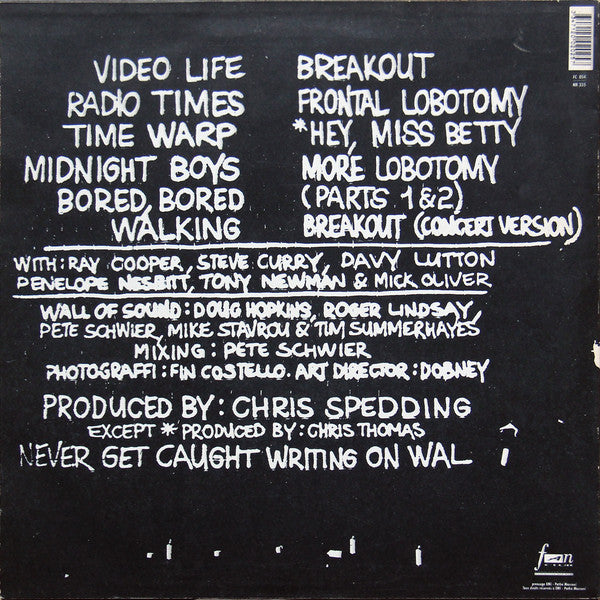 VIDEO LIFE
RADIO TIMES
TIME WARP
MIDNIGHT BOYS
BORED, BORED
WALKING
BREAKOUT
FRONTAL LOBOTOMY
*HEY, MISS BETTY
MORE LOBOTOMY
(PARTS 1 & 2)
BREAKOUT (CONCERT VERSION)
WITH: RAY COOPER, STEVE CURRY, DAVY LUTTON
PENELOPE NESBITT, TONY NEWMAN & MICK OLIVER
WALL OF SOUND: DOUG HOPKINS, ROGER LINDSAY,
PETE SCHWIER, MIKE STAVROU & TIM SUMMERHAYES
MIXING: PETE SCHWIER
PHOTOGRAFFI: FIN COSTELLO. ART DIRECTOR: DOBNEY
PRODUCED BY: CHRIS SPEDDING
EXCEPT * PRODUCED BY: CHRIS THOMAS
NEVER GET CAUGHT WRITING ON WAL
FC 054
fan